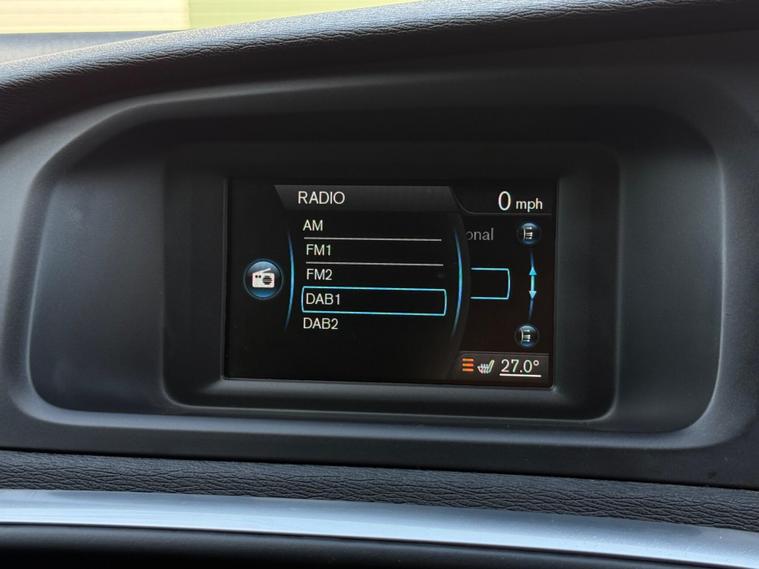 RADIO
0 mph
AM
onal
FM1
FM2
DAB1
DAB2
27.0°